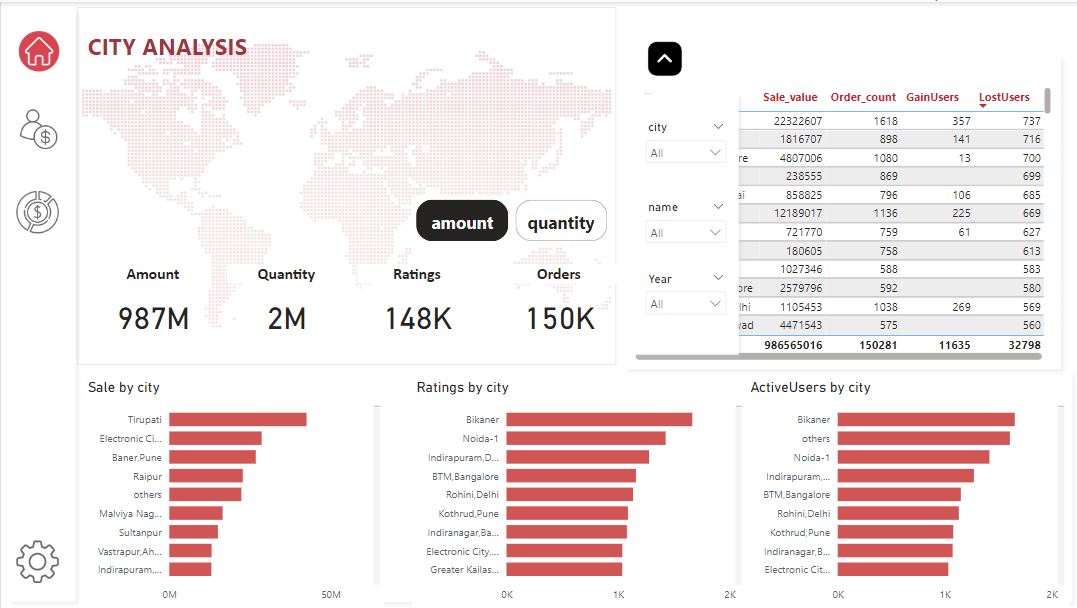 CITY ANALYSIS
amount
quantity
Amount
Quantity
Ratings
Orders
987M
2M
148K
150K
city
All
name
All
Year
All
Sale_value Order_count GainUsers LostUsers
22322607 1618 357 737
1816707 898 141 716
re 4807006 1080 13 700
238555 869 699
ai 858825 796 106 685
12189017 1136 225 669
721770 759 61 627
180605 758 613
1027346 588 583
ore 2579796 592 580
lhi 1105453 1038 269 569
vad 4471543 575 560
986565016 150281 11635 32798
Sale by city
Tirupati
Electronic Ci...
Baner,Pune
Raipur
others
Malviya Nag...
Sultanpur
Vastrapur,Ah...
Indirapuram,...
0M 50M
Ratings by city
Bikaner
Noida-1
Indirapuram,D...
BTM,Bangalore
Rohini,Delhi
Kothrud,Pune
Indiranagar,Ba...
Electronic City,...
Greater Kailas...
0K 1K 2K
ActiveUsers by city
Bikaner
others
Noida-1
Indirapuram,...
BTM,Bangalore
Rohini,Delhi
Kothrud,Pune
Indiranagar,B...
Electronic Cit...
0K 1K 2K